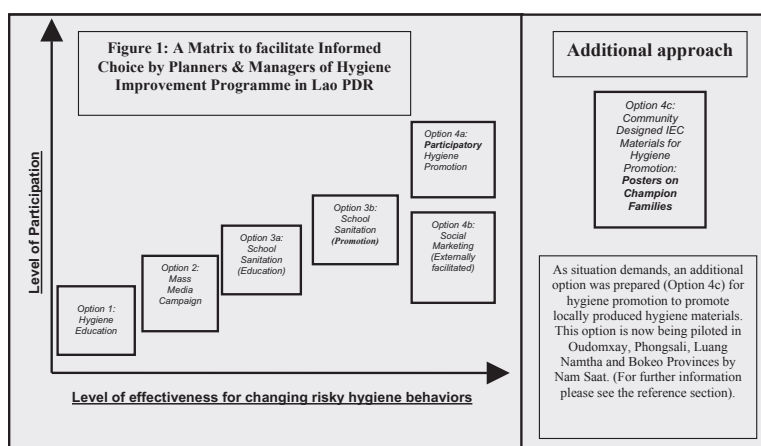 Figure 1: A Matrix to facilitate Informed
Choice by Planners & Managers of Hygiene
Improvement Programme in Lao PDR
Level of Participation
Option 4a:
Participatory
Hygiene
Promotion
Option 3b:
School
Sanitation
(Promotion)
Option 4b:
Social
Marketing
(Externally
facilitated)
Option 3a:
School
Sanitation
(Education)
Option 2:
Mass
Media
Campaign
Option 1:
Hygiene
Education
Level of effectiveness for changing risky hygiene behaviors
Additional approach
Option 4c:
Community
Designed IEC
Materials for
Hygiene
Promotion:
Posters on
Champion
Families
As situation demands, an additional
option was prepared (Option 4c) for
hygiene promotion to promote
locally produced hygiene materials.
This option is now being piloted in
Oudomxay, Phongsali, Luang
Namtha and Bokeo Provinces by
Nam Saat. (For further information
please see the reference section).